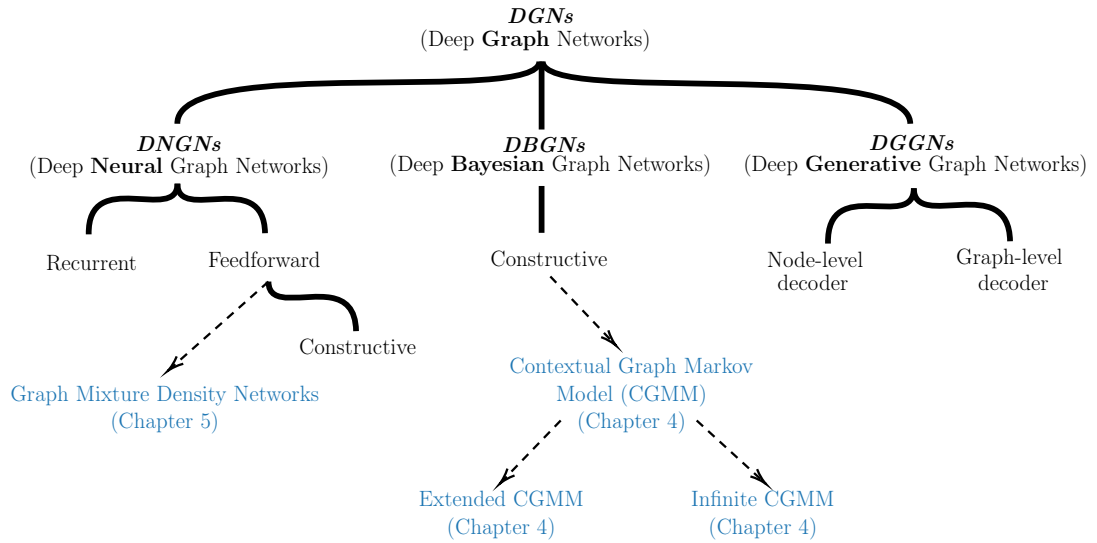 DGNs
(Deep Graph Networks)
DNGNs
(Deep Neural Graph Networks)
DBGNs
(Deep Bayesian Graph Networks)
DGGNs
(Deep Generative Graph Networks)
Recurrent
Feedforward
Constructive
Node-level
decoder
Graph-level
decoder
Constructive
Graph Mixture Density Networks
(Chapter 5)
Contextual Graph Markov
Model (CGMM)
(Chapter 4)
Extended CGMM
(Chapter 4)
Infinite CGMM
(Chapter 4)